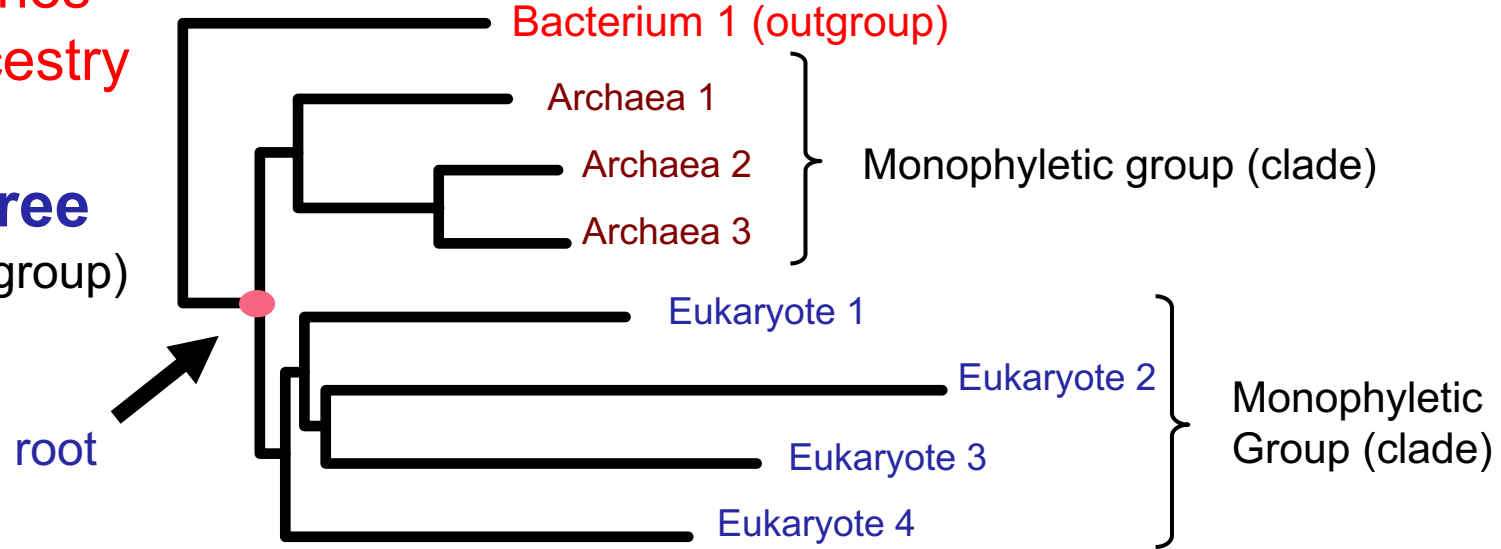 Bacterium 1 (outgroup)
cestry
Archaea 1
Archaea 2
Monophyletic group (clade)
ree
Archaea 3
group)
Eukaryote 1
Eukaryote 2
Monophyletic
Group (clade)
root
Eukaryote 3
Eukaryote 4